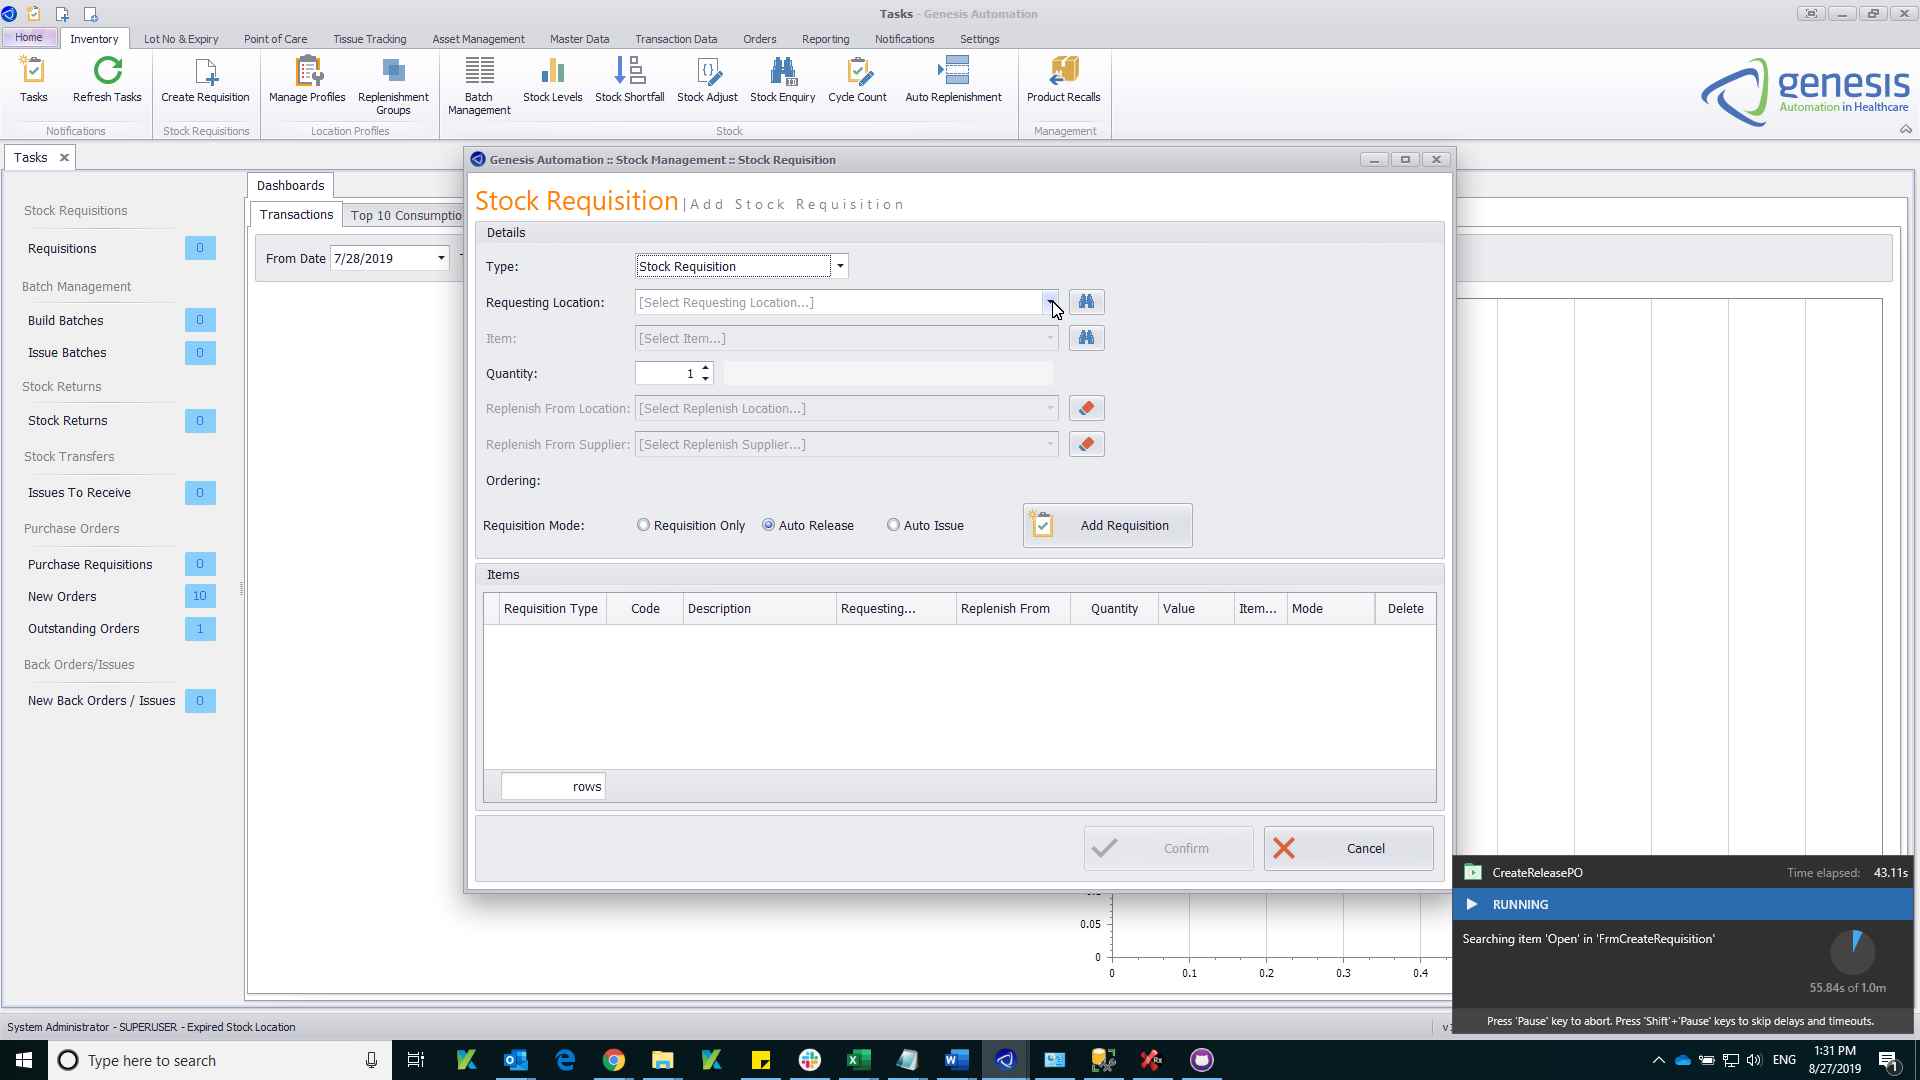 Tasks - Genesis Automation
Home
Inventory
Lot No & Expiry
Point of Care
Tissue Tracking
Asset Management
Master Data
Transaction Data
Orders
Reporting
Notifications
Settings
Tasks
Refresh Tasks
Create Requisition
Manage Profiles
Replenishment
Groups
Batch
Management
Stock Levels
Stock Shortfall
Stock Adjust
Stock Enquiry
Cycle Count
Auto Replenishment
Product Recalls
Notifications
Stock Requisitions
Location Profiles
Stock
Management
genesis
Automation in Healthcare
Tasks
Stock Requisitions
Requisitions 0
Batch Management
Build Batches 0
Issue Batches 0
Stock Returns
Stock Returns 0
Stock Transfers
Issues To Receive 0
Purchase Orders
Purchase Requisitions 0
New Orders 10
Outstanding Orders 1
Back Orders/Issues
New Back Orders / Issues 0
Dashboards
Transactions
Top 10 Consumptio
From Date 7/28/2019
Genesis Automation :: Stock Management :: Stock Requisition
Stock Requisition | Add Stock Requisition
Details
Type: Stock Requisition
Requesting Location: [Select Requesting Location...]
Item: [Select Item...]
Quantity: 1
Replenish From Location: [Select Replenish Location...]
Replenish From Supplier: [Select Replenish Supplier...]
Ordering:
Requisition Mode: Requisition Only Auto Release Auto Issue Add Requisition
Items
Requisition Type Code Description Requesting... Replenish From Quantity Value Item... Mode Delete
rows
Confirm
Cancel
0.05
0
0 0.1 0.2 0.3 0.4
CreateReleasePO Time elapsed: 43.11s
RUNNING
Searching item 'Open' in 'FrmCreateRequisition'
55.84s of 1.0m
Press 'Pause' key to abort. Press 'Shift'+'Pause' keys to skip delays and timeouts.
System Administrator - SUPERUSER - Expired Stock Location
Type here to search
ENG
1:31 PM
8/27/2019
1